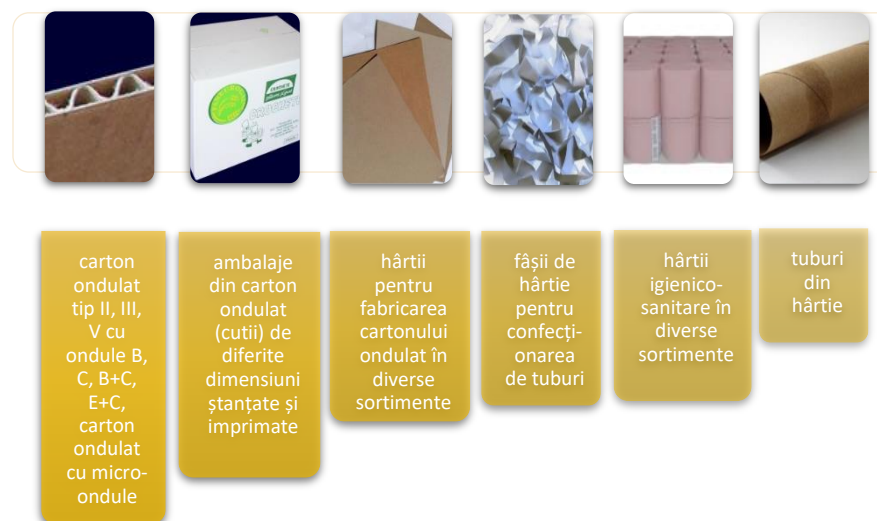 carton
ondulat
tip II, III,
V cu
ondule B,
C, B+C,
E+C,
carton
ondulat
cu micro-
ondule
ambalaje
din carton
ondulat
(cutii) de
diferite
dimensiuni
ștanțate și
imprimate
hârtii
pentru
fabricarea
cartonului
ondulat în
diverse
sortimente
fâșii de
hârtie
pentru
confecți-
onarea
de tuburi
hârtii
igienico-
sanitare în
diverse
sortimente
tuburi
din
hârtie